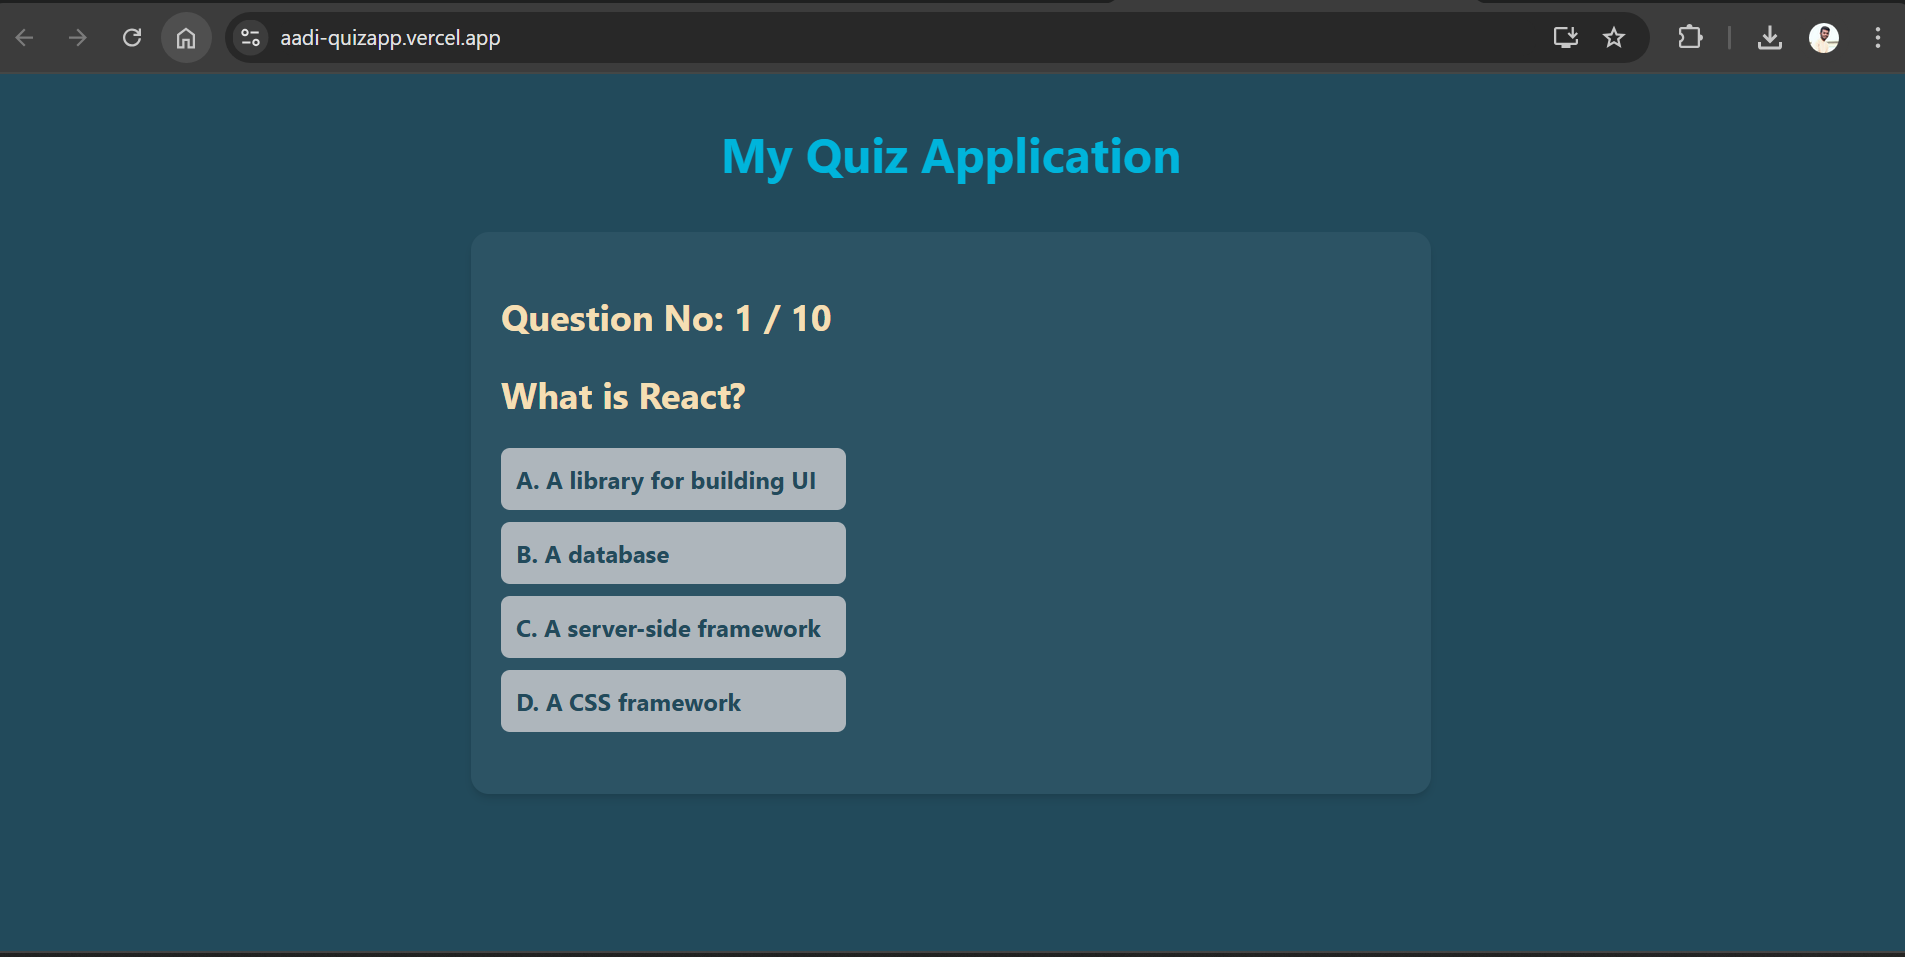 aadi-quizapp.vercel.app
My Quiz Application
Question No: 1 / 10
What is React?
A. A library for building UI
B. A database
C. A server-side framework
D. A CSS framework